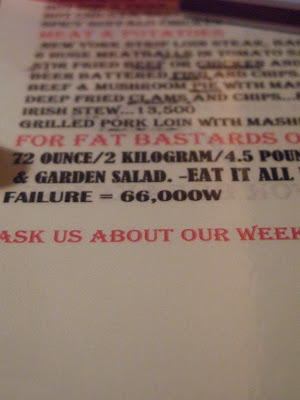 MEAT & POTATOES
NEW YORK STRIP LOIN STEAK,
STIR FRIED BEEF OR CHICKEN AND
BEER BATTERED FISH AND CHIPS
BEEF & MUSHROOM PIE WITH MAS
DEEP FRIED CLAMS AND CHIPS...
IRISH STEW...13,500
GRILLED PORK LOIN WITH MASH
FOR FAT BASTARDS O
72 OUNCE/2 KILOGRAM/4.5 POUN
& GARDEN SALAD. -EAT IT ALL
FAILURE = 66,000W
ASK US ABOUT OUR WEEK